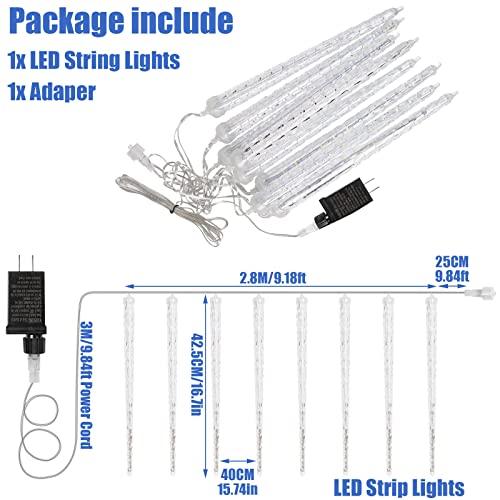 Package include
1x LED String Lights
1x Adaper
25CM
9.84ft
2.8M/9.18ft
3M/9.84ft Power Cord
42.5CM/16.7in
40CM
15.74in
LED Strip Lights